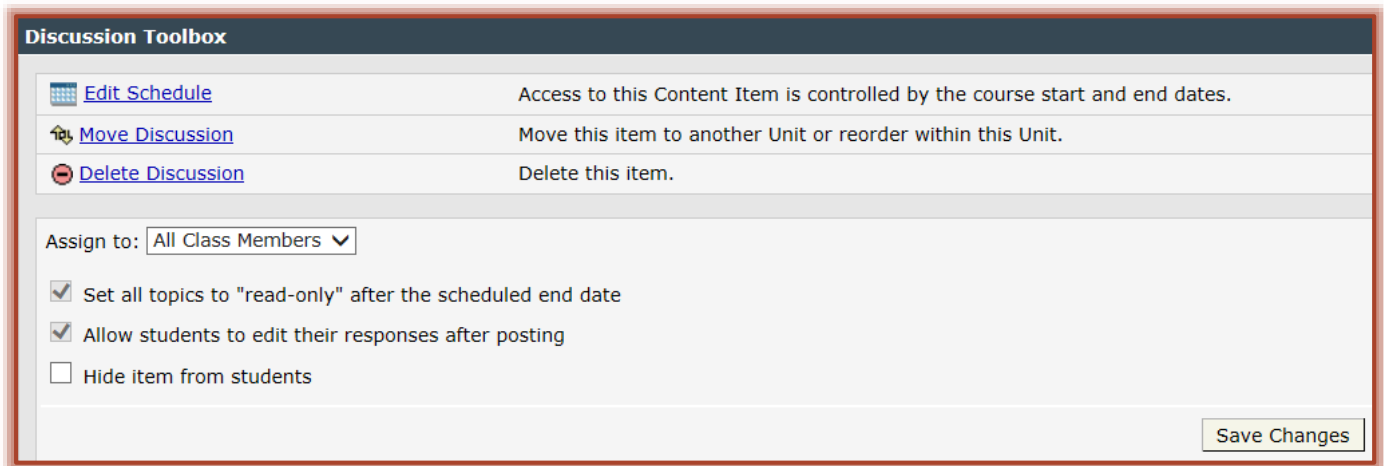 Discussion Toolbox
Edit Schedule Access to this Content Item is controlled by the course start and end dates.
Move Discussion Move this item to another Unit or reorder within this Unit.
Delete Discussion Delete this item.
Assign to: All Class Members
Set all topics to "read-only" after the scheduled end date
Allow students to edit their responses after posting
Hide item from students
Save Changes